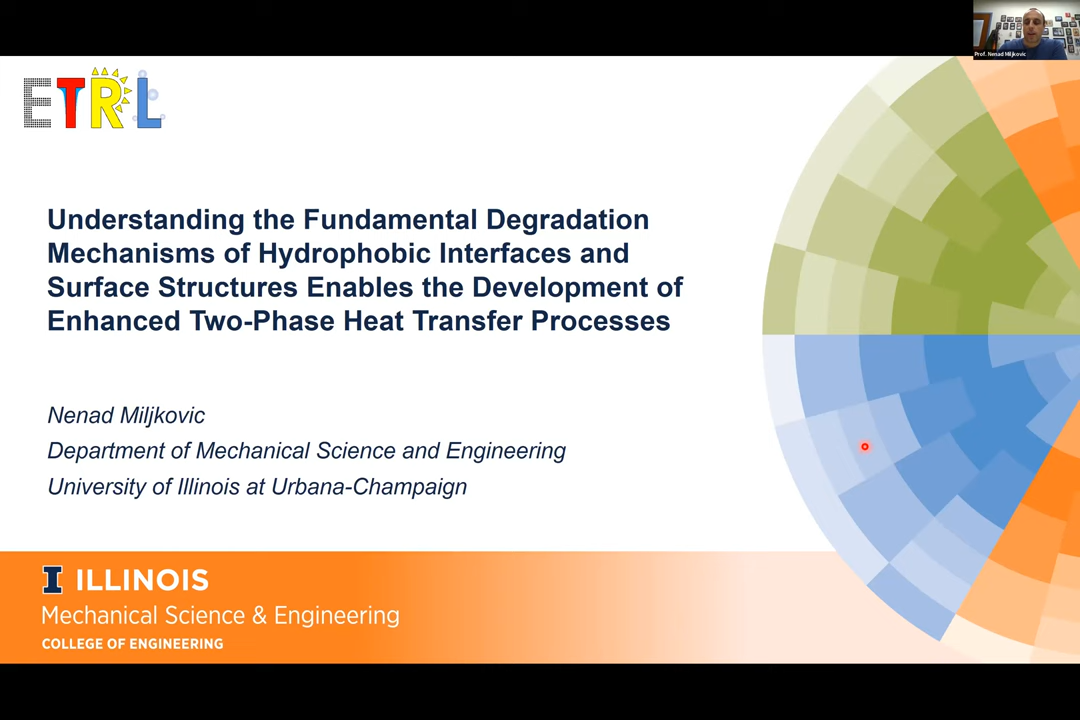 Prof. Nenad Miljkovic
ETRL
Understanding the Fundamental Degradation
Mechanisms of Hydrophobic Interfaces and
Surface Structures Enables the Development of
Enhanced Two-Phase Heat Transfer Processes
Nenad Miljkovic
Department of Mechanical Science and Engineering
University of Illinois at Urbana-Champaign
I ILLINOIS
Mechanical Science & Engineering
COLLEGE OF ENGINEERING